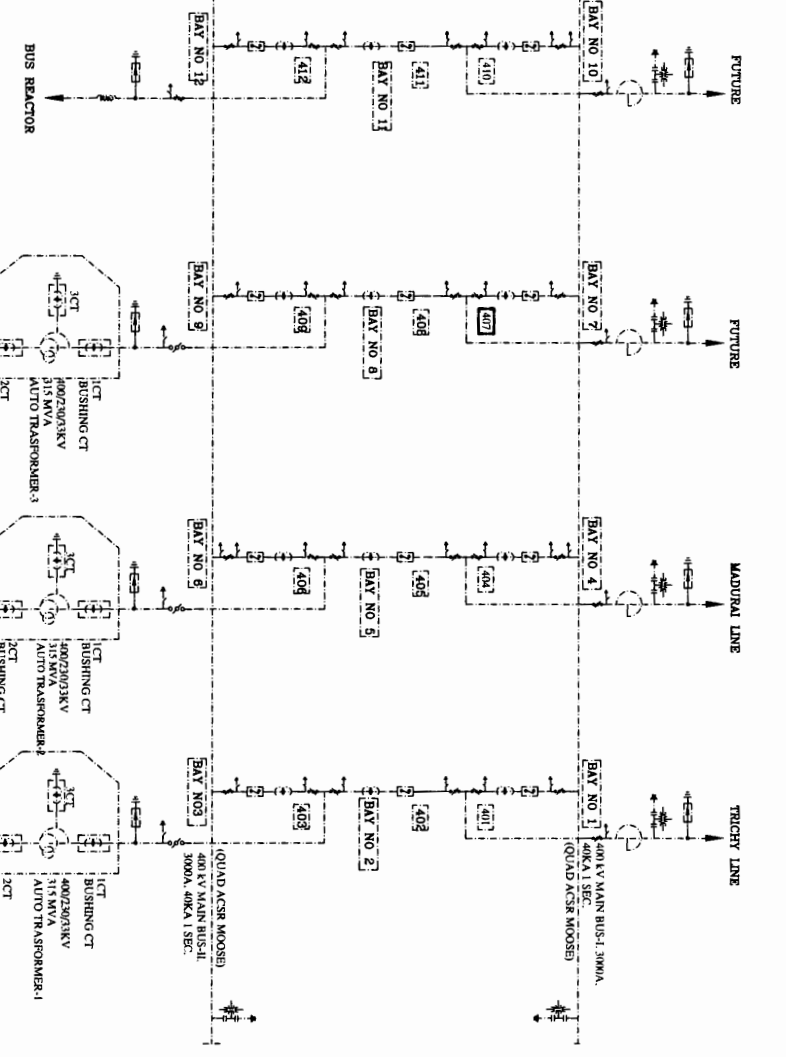 FUTURE
FUTURE
MADURAI LINE
TRICHY LINE
BAY NO 10
BAY NO 7
BAY NO 4
BAY NO 1
400 kV MAIN BUS-I. 3000A.
40KA 1 SEC.
(QUAD ACSR MOOSE)
410
407
404
401
411
408
405
402
BAY NO 11
BAY NO 8
BAY NO 5
BAY NO 2
412
409
406
403
BAY NO 12
BAY NO 9
BAY NO 6
BAY NO3
(QUAD ACSR MOOSE)
400 kV MAIN BUS-II.
3000A. 40KA 1 SEC.
BUS REACTOR
3CT
1CT
BUSHING CT
400/230/33KV
315 MVA
AUTO TRASFORMER-3
2CT
3CT
1CT
BUSHING CT
400/230/33KV
315 MVA
AUTO TRASFORMER-2
2CT
BUSHING CT
3CT
1CT
BUSHING CT
400/230/33KV
315 MVA
AUTO TRASFORMER-1
2CT